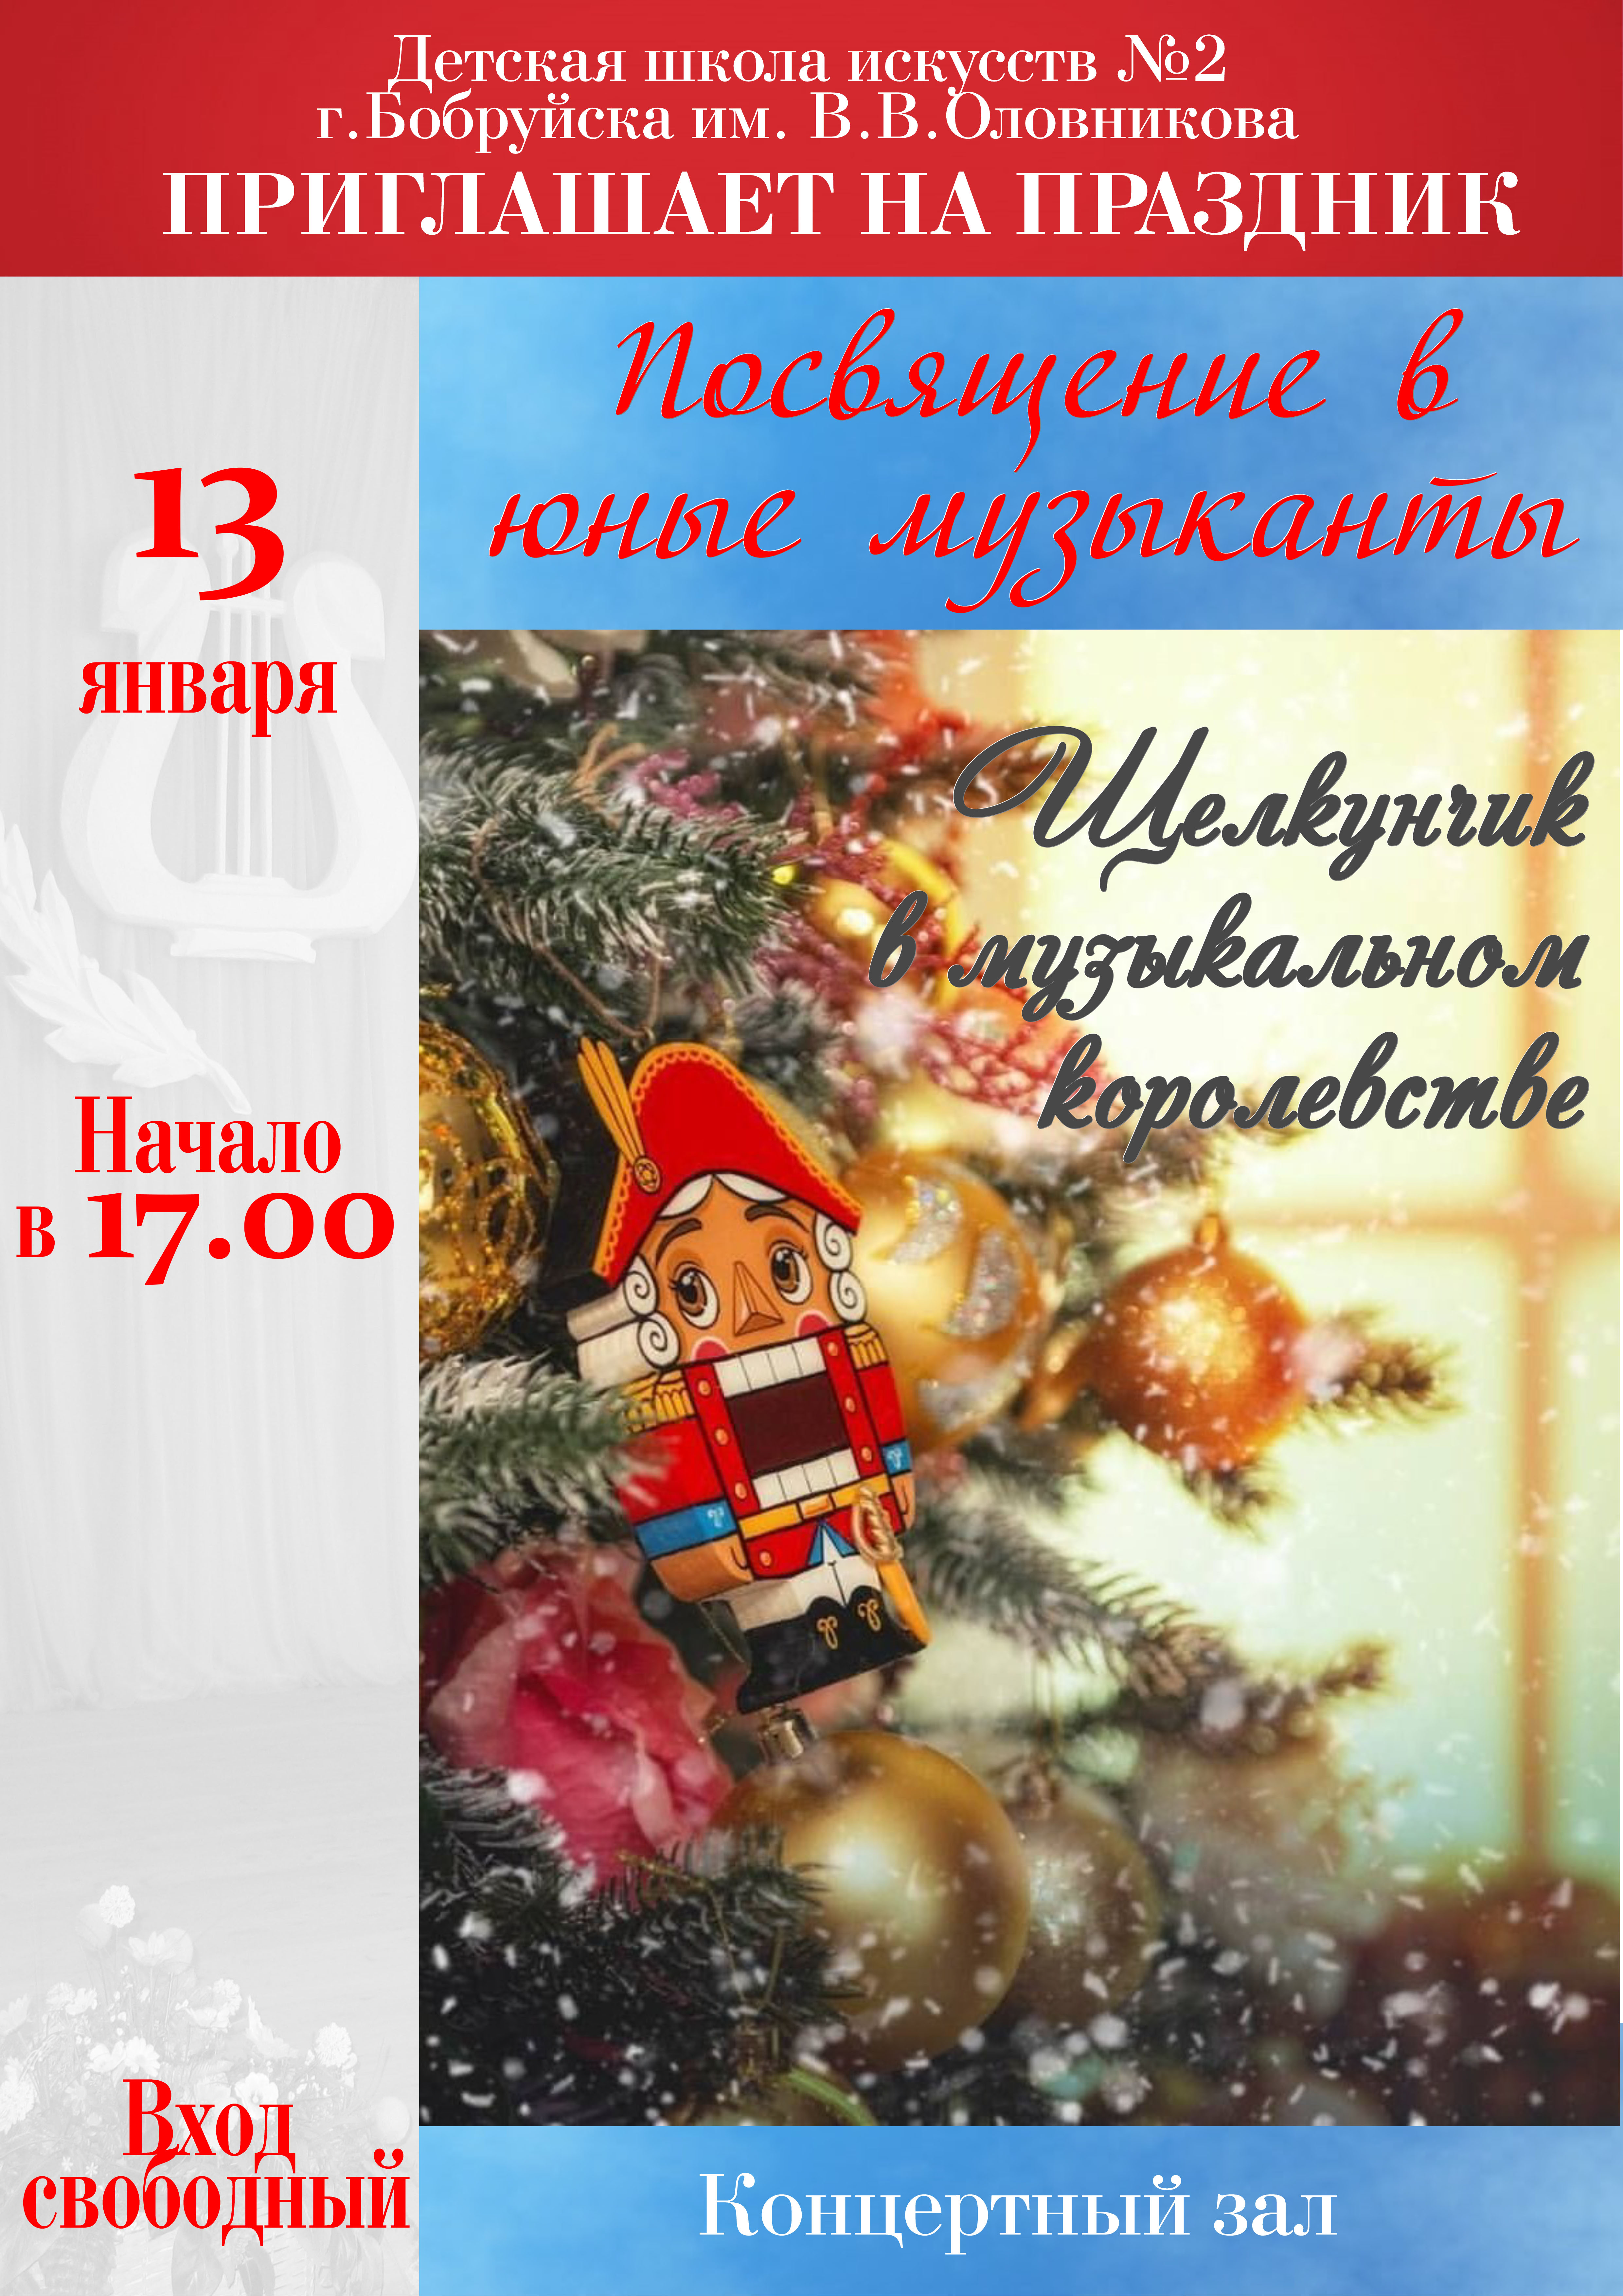 Детская школа искусств №2
г.Бобруйска им. В.В.Оловникова
ПРИГЛАШАЕТ НА ПРАЗДНИК
Посвящение в
юные музыканты
13
января
Щелкунчик
в музыкальном
королевстве
Начало
в 17.00
Вход
свободный
Концертный зал